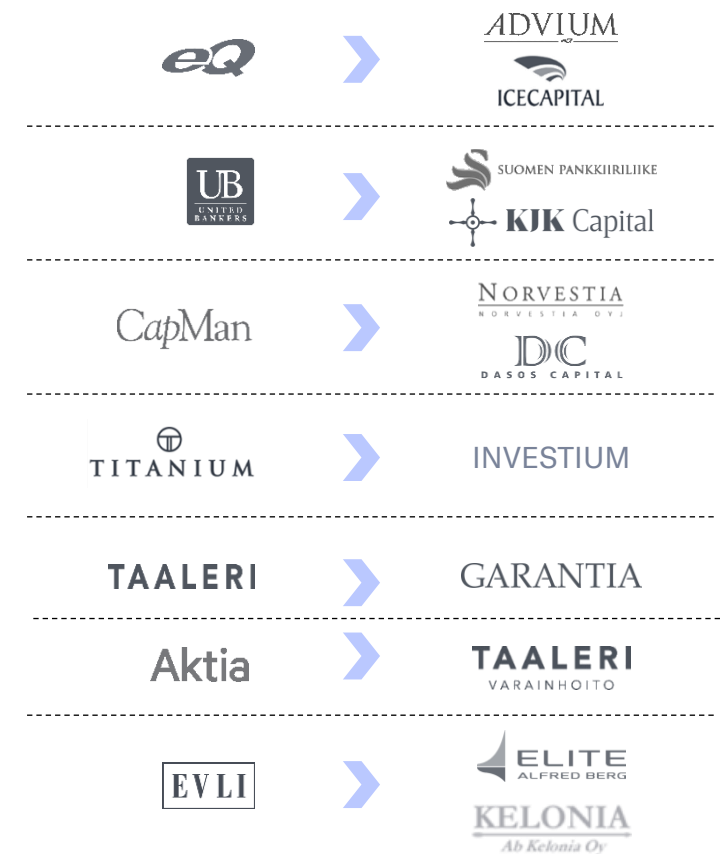 eQ
ADVIUM
eQ
ICECAPITAL
UB
UNITED
BANKERS
SUOMEN PANKKIIRILIIKE
KJK Capital
CapMan
NORVESTIA
NORVESTIA OYJ
DC
DASOS CAPITAL
TITANIUM
INVESTIUM
TAALERI
GARANTIA
Aktia
TAALERI
VARAINHOITO
EVLI
ELITE
ALFRED BERG
KELONIA
Ab Kelonia Oy